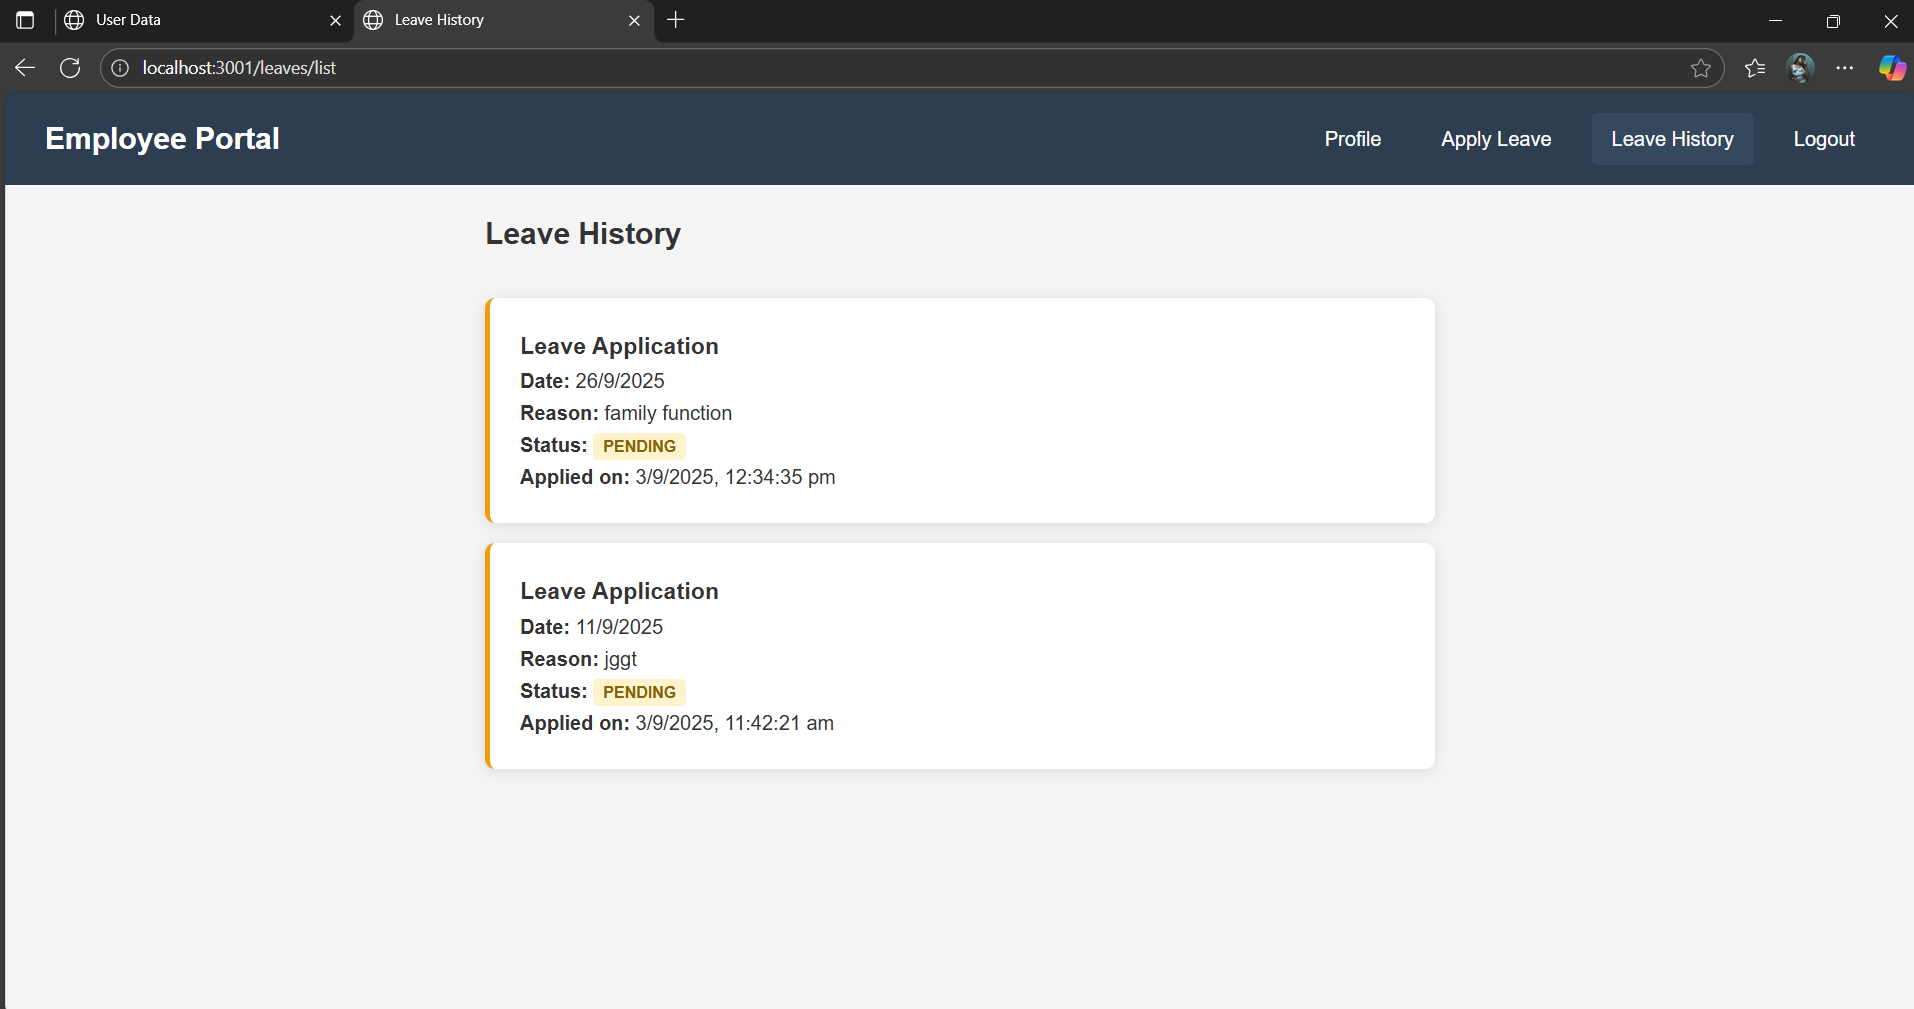 User Data
Leave History
localhost:3001/leaves/list
Employee Portal
Profile
Apply Leave
Leave History
Logout
Leave History
Leave Application
Date: 26/9/2025
Reason: family function
Status: PENDING
Applied on: 3/9/2025, 12:34:35 pm
Leave Application
Date: 11/9/2025
Reason: jggt
Status: PENDING
Applied on: 3/9/2025, 11:42:21 am